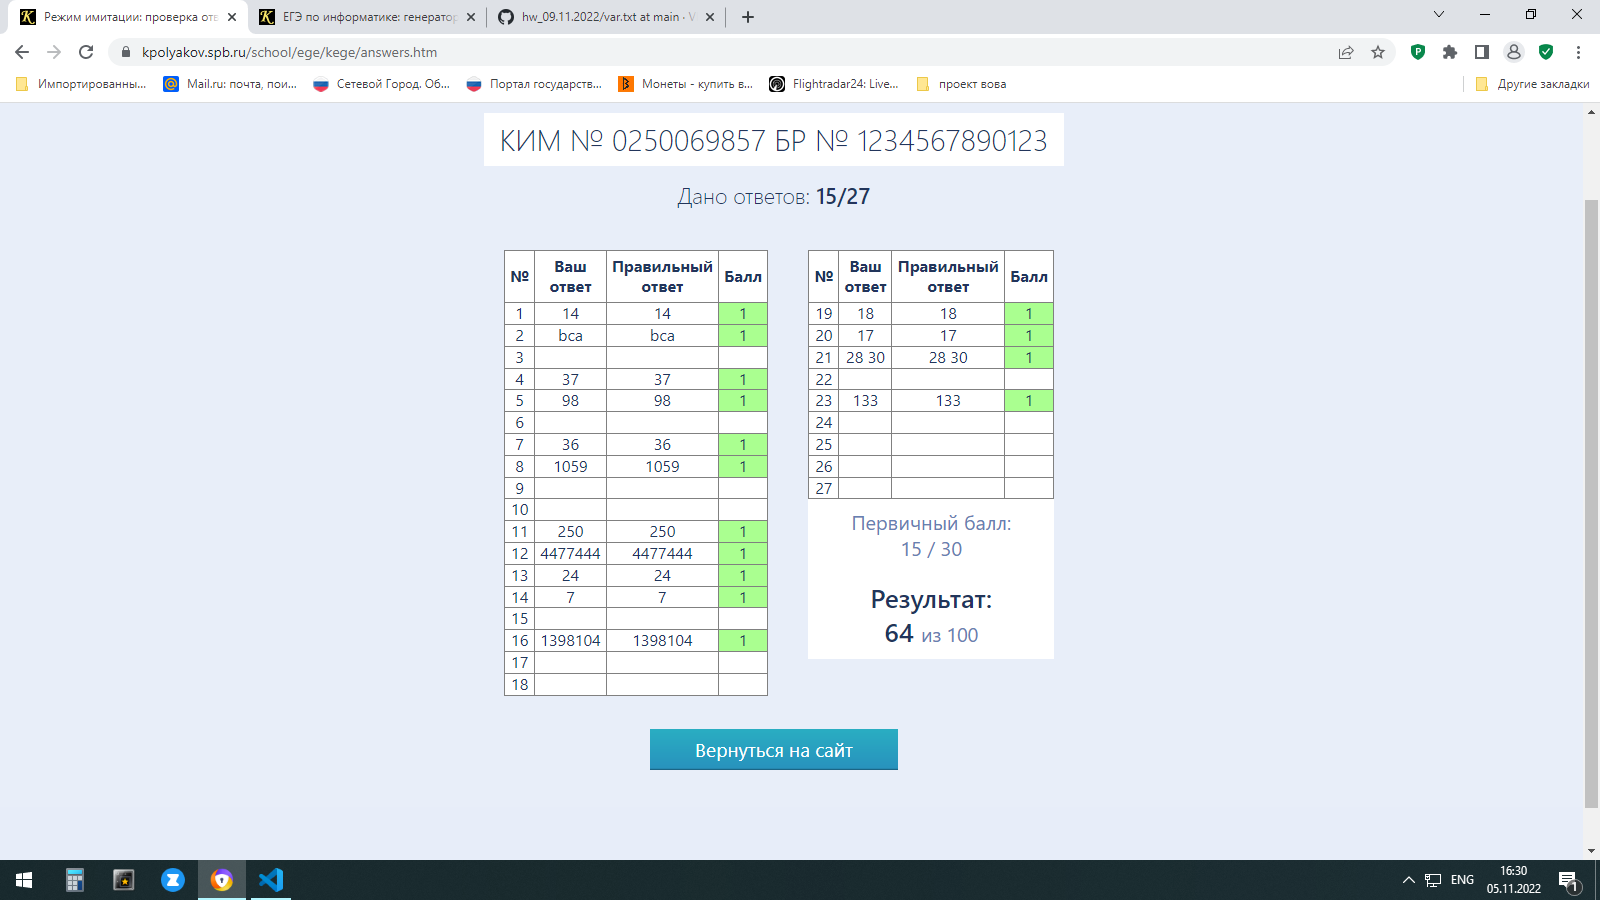 Режим имитации: проверка отв
ЕГЭ по информатике: генератор
hw_09.11.2022/var.txt at main · V
kpolyakov.spb.ru/school/ege/kege/answers.htm
Импортированны...
Mail.ru: почта, пои...
Сетевой Город. Об...
Портал государств...
Монеты - купить в...
Flightradar24: Live...
проект вова
Другие закладки
КИМ № 0250069857 БР № 1234567890123
Дано ответов: 15/27
№ Ваш ответ Правильный ответ Балл
1 14 14 1
2 bca bca 1
3
4 37 37 1
5 98 98 1
6
7 36 36 1
8 1059 1059 1
9
10
11 250 250 1
12 4477444 4477444 1
13 24 24 1
14 7 7 1
15
16 1398104 1398104 1
17
18
№ Ваш ответ Правильный ответ Балл
19 18 18 1
20 17 17 1
21 28 30 28 30 1
22
23 133 133 1
24
25
26
27
Первичный балл:
15 / 30
Результат:
64 из 100
Вернуться на сайт
ENG
16:30
05.11.2022
1